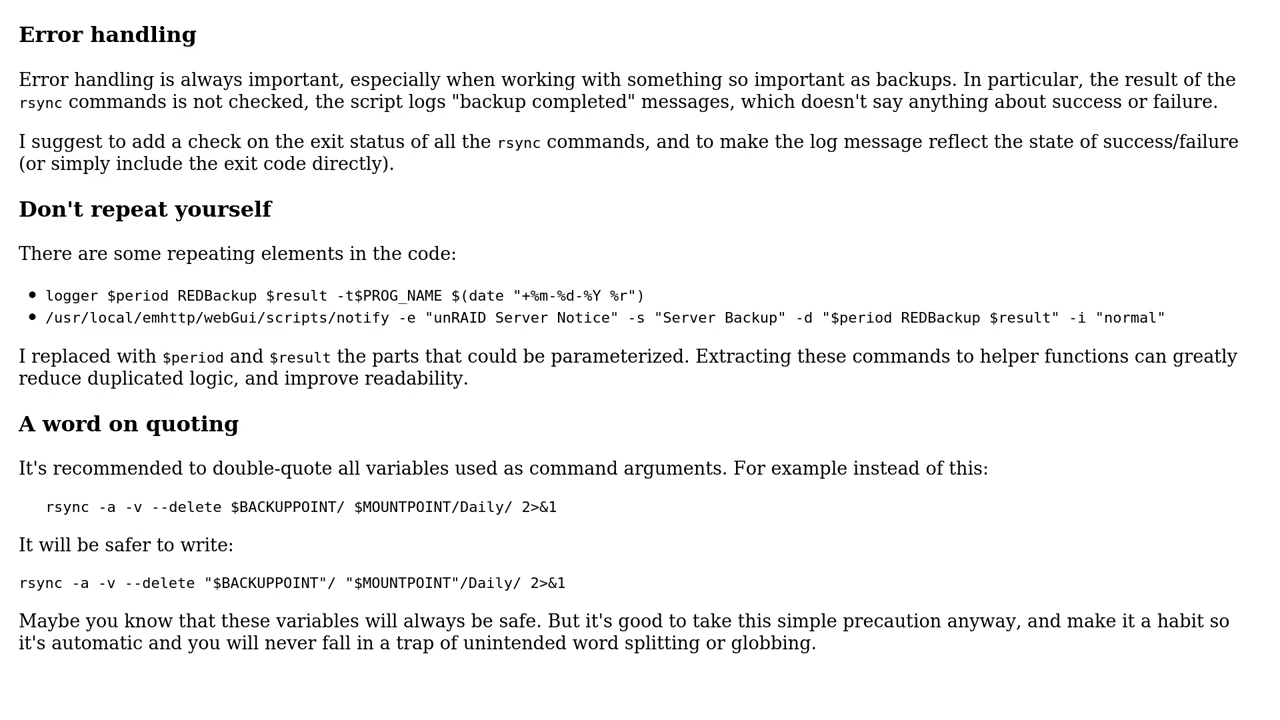 Error handling
Error handling is always important, especially when working with something so important as backups. In particular, the result of the
rsync commands is not checked, the script logs "backup completed" messages, which doesn't say anything about success or failure.
I suggest to add a check on the exit status of all the rsync commands, and to make the log message reflect the state of success/failure
(or simply include the exit code directly).
Don't repeat yourself
There are some repeating elements in the code:
• logger $period REDBackup $result -t$PROG_NAME $(date "+%m-%d-%Y %r")
• /usr/local/emhttp/webGui/scripts/notify -e "unRAID Server Notice" -s "Server Backup" -d "$period REDBackup $result" -i "normal"
I replaced with $period and $result the parts that could be parameterized. Extracting these commands to helper functions can greatly
reduce duplicated logic, and improve readability.
A word on quoting
It's recommended to double-quote all variables used as command arguments. For example instead of this:
rsync -a -v --delete $BACKUPPOINT/ $MOUNTPOINT/Daily/ 2>&1
It will be safer to write:
rsync -a -v --delete "$BACKUPPOINT"/ "$MOUNTPOINT"/Daily/ 2>&1
Maybe you know that these variables will always be safe. But it's good to take this simple precaution anyway, and make it a habit so
it's automatic and you will never fall in a trap of unintended word splitting or globbing.